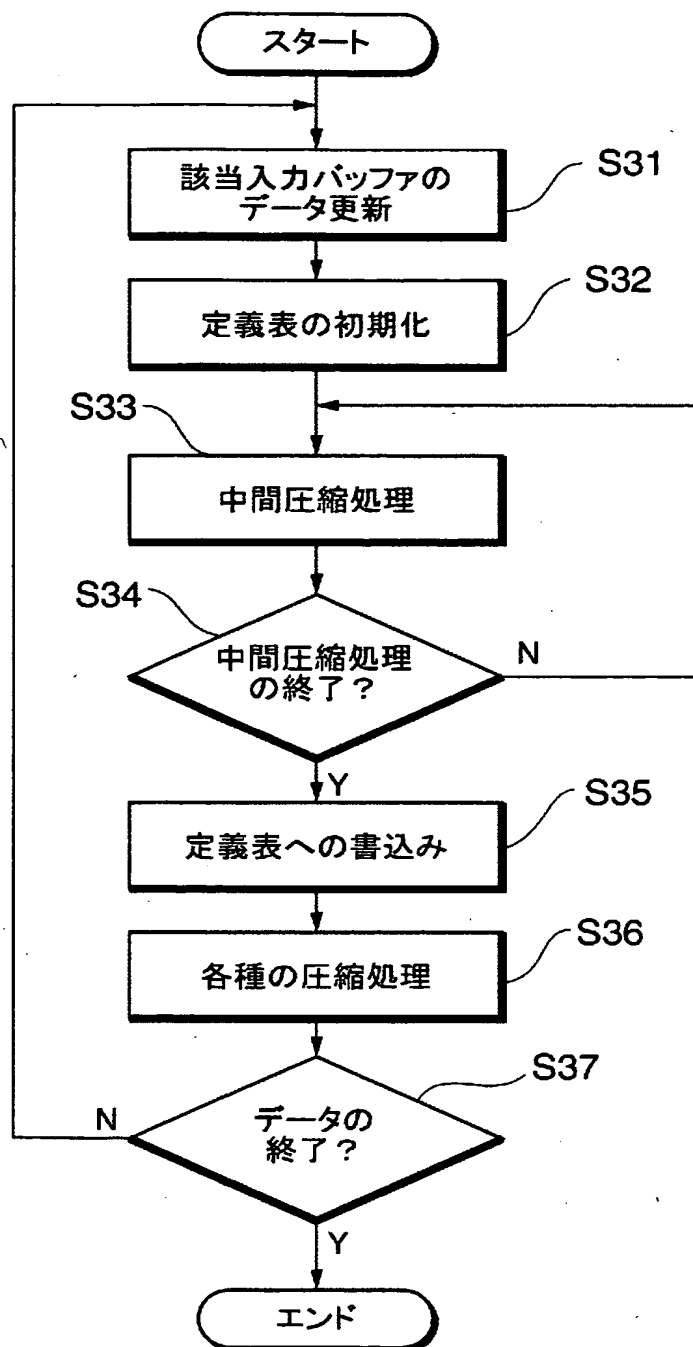 スタート
該当入力バッファの
データ更新
S31
定義表の初期化
S32
S33
中間圧縮処理
S34
中間圧縮処理
の終了？
N
Y
定義表への書込み
S35
各種の圧縮処理
S36
データの
終了？
S37
N
Y
エンド